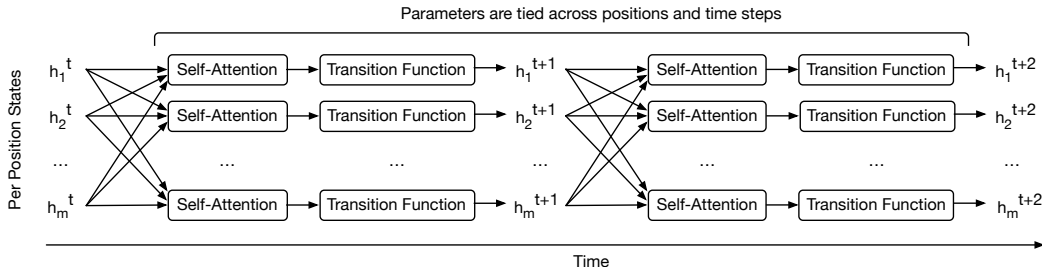 Parameters are tied across positions and time steps
h₁ᵗ Self-Attention Transition Function h₁ᵗ⁺¹ Self-Attention Transition Function h₁ᵗ⁺²
h₂ᵗ Self-Attention Transition Function h₂ᵗ⁺¹ Self-Attention Transition Function h₂ᵗ⁺²
... ... ... ... ... ... ...
hₘᵗ Self-Attention Transition Function hₘᵗ⁺¹ Self-Attention Transition Function hₘᵗ⁺²
Per Position States
Time